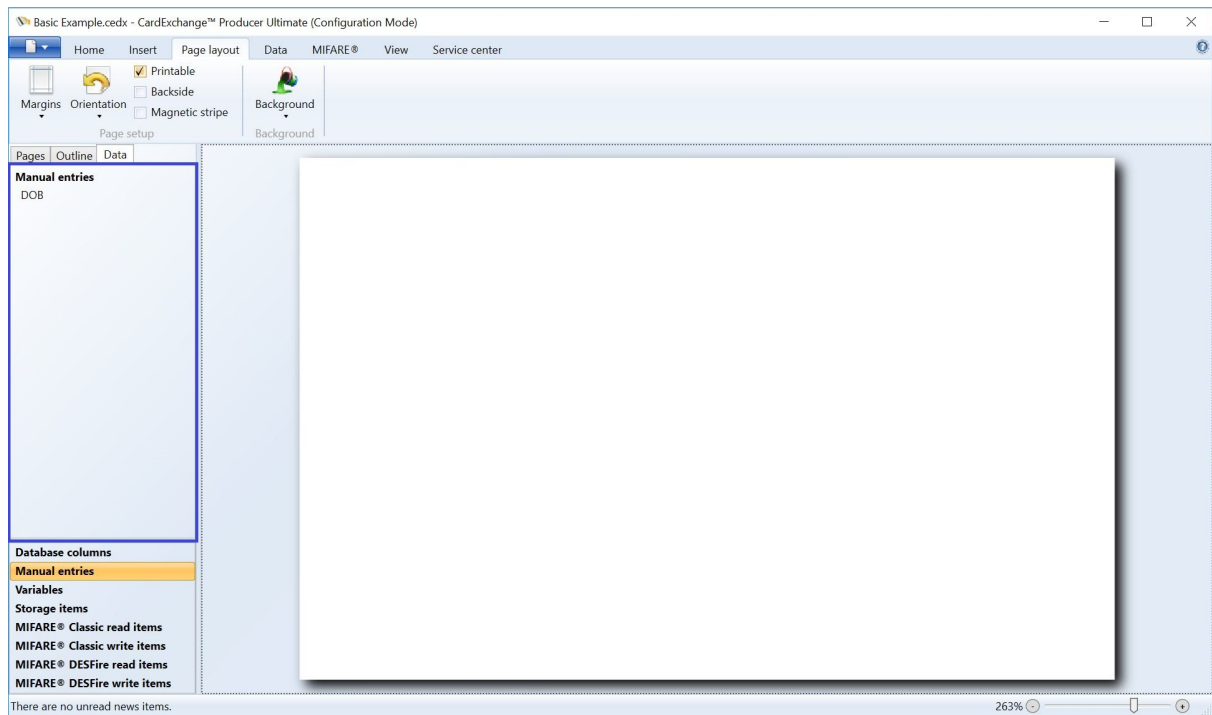 Basic Example.cedx - CardExchange™ Producer Ultimate (Configuration Mode)
Home Insert Page layout Data MIFARE® View Service center
Margins Orientation
Printable
Backside
Magnetic stripe
Background
Page setup Background
Pages Outline Data
Manual entries
DOB
Database columns
Manual entries
Variables
Storage items
MIFARE® Classic read items
MIFARE® Classic write items
MIFARE® DESFire read items
MIFARE® DESFire write items
There are no unread news items. 263%